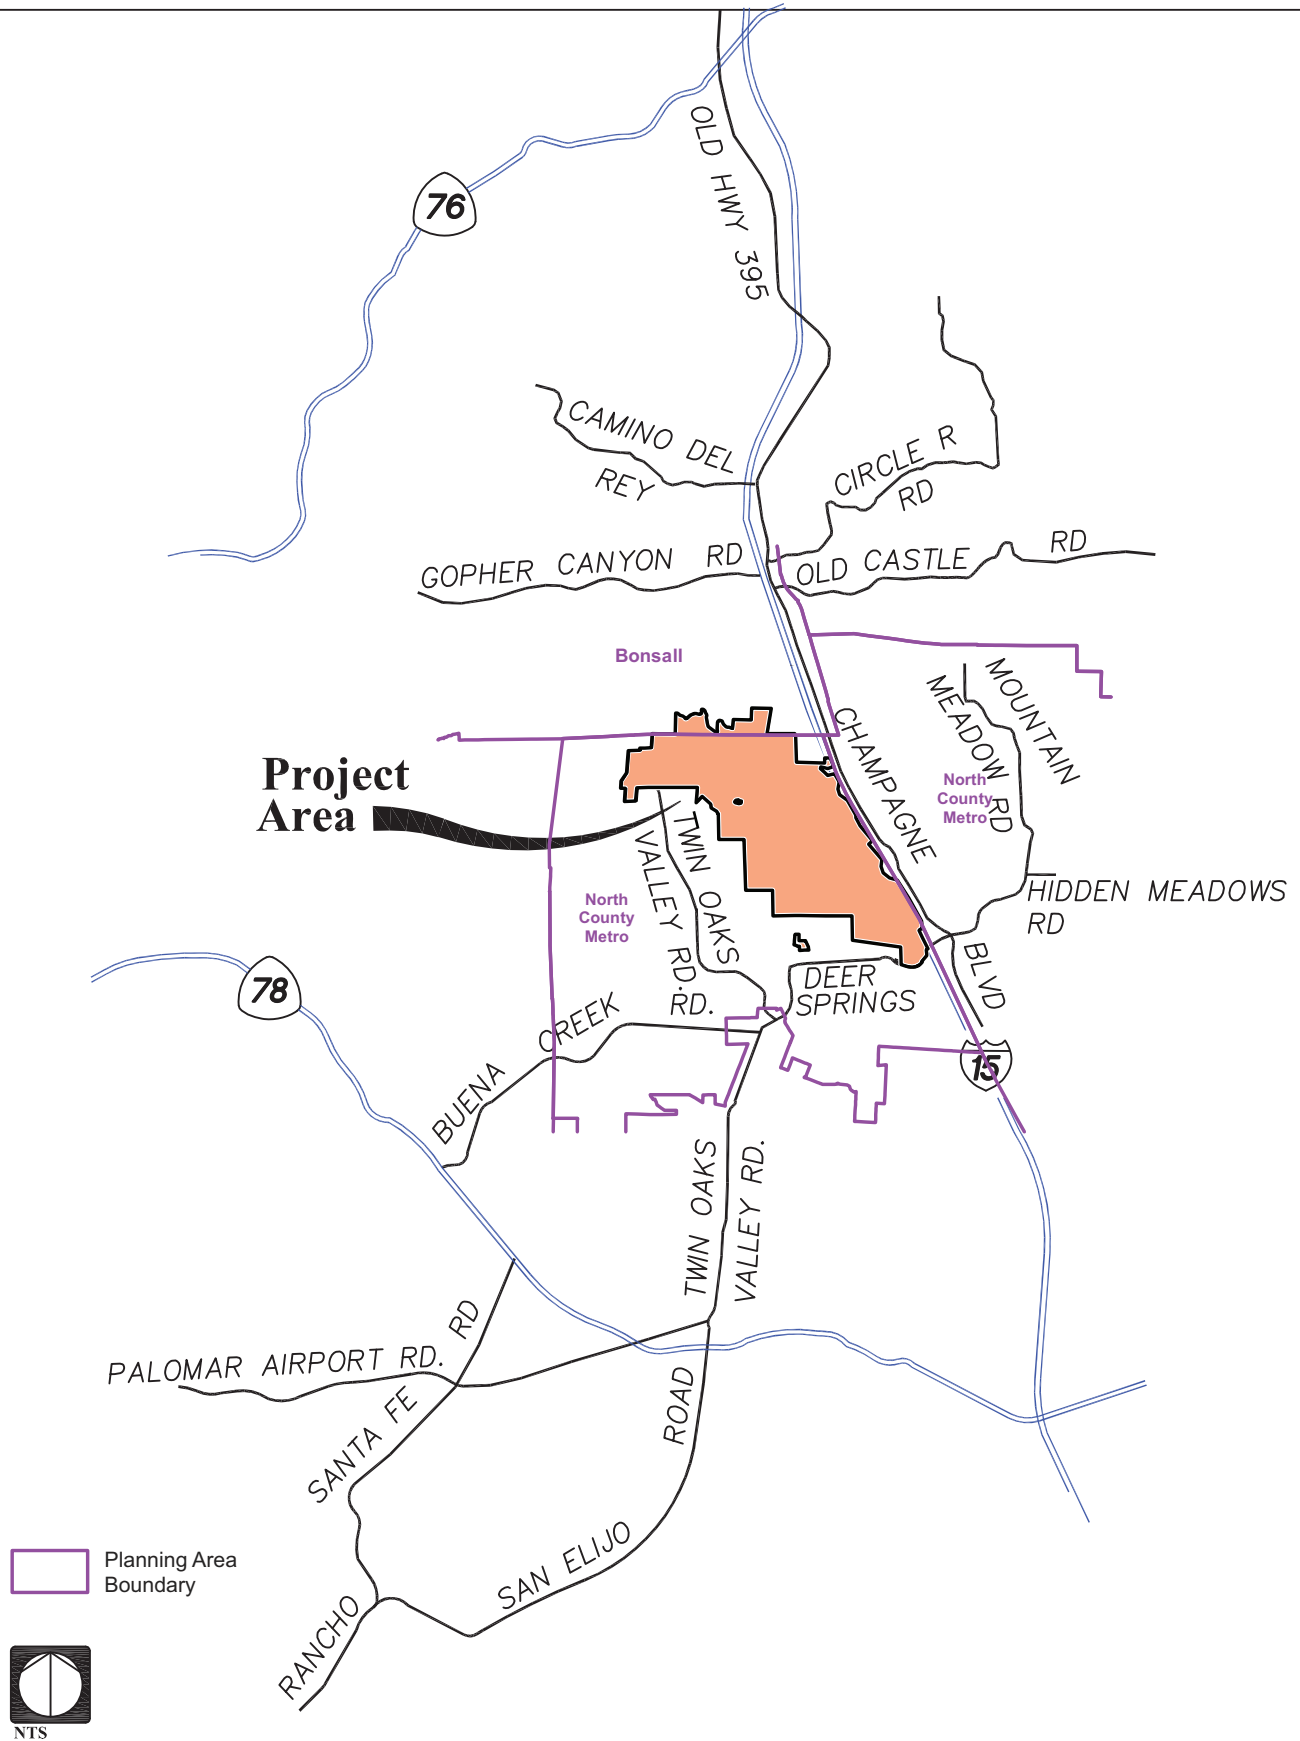 OLD HWY 395
76
CAMINO DEL
REY
CIRCLE R
RD
GOPHER CANYON RD
OLD CASTLE RD
Bonsall
MOUNTAIN
MEADOW RD
CHAMPAGNE
BLVD
Project
Area
North
County
Metro
TWIN OAKS
VALLEY RD.
North
County
Metro
HIDDEN MEADOWS
RD
78
DEER
SPRINGS
RD.
BUENA CREEK
15
TWIN OAKS
VALLEY RD.
PALOMAR AIRPORT RD.
RANCHO
SANTA FE
RD
SAN ELIJO
ROAD
Planning Area
Boundary
NTS